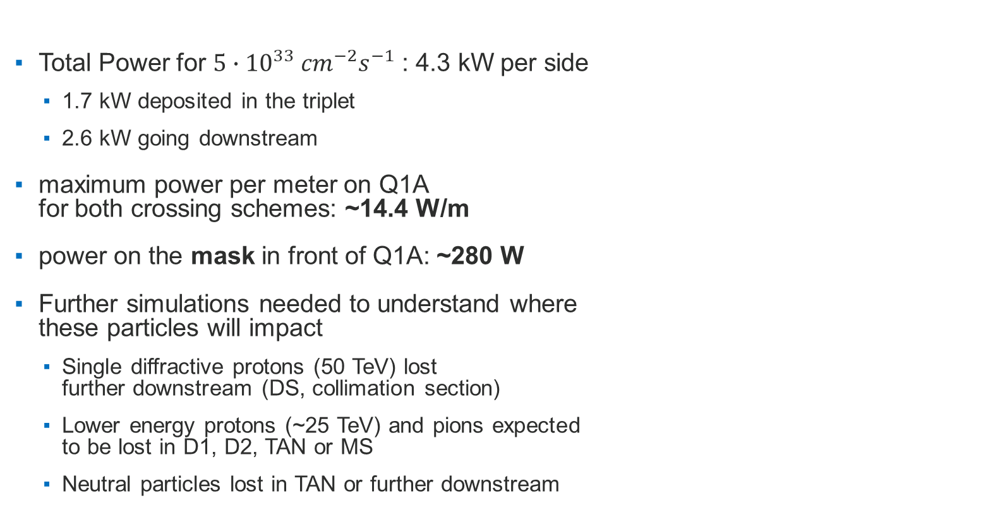 ▪ Total Power for 5 · 10³³ cm⁻²s⁻¹ : 4.3 kW per side
▪ 1.7 kW deposited in the triplet
▪ 2.6 kW going downstream
▪ maximum power per meter on Q1A
for both crossing schemes: ~14.4 W/m
▪ power on the mask in front of Q1A: ~280 W
▪ Further simulations needed to understand where
these particles will impact
▪ Single diffractive protons (50 TeV) lost
further downstream (DS, collimation section)
▪ Lower energy protons (~25 TeV) and pions expected
to be lost in D1, D2, TAN or MS
▪ Neutral particles lost in TAN or further downstream